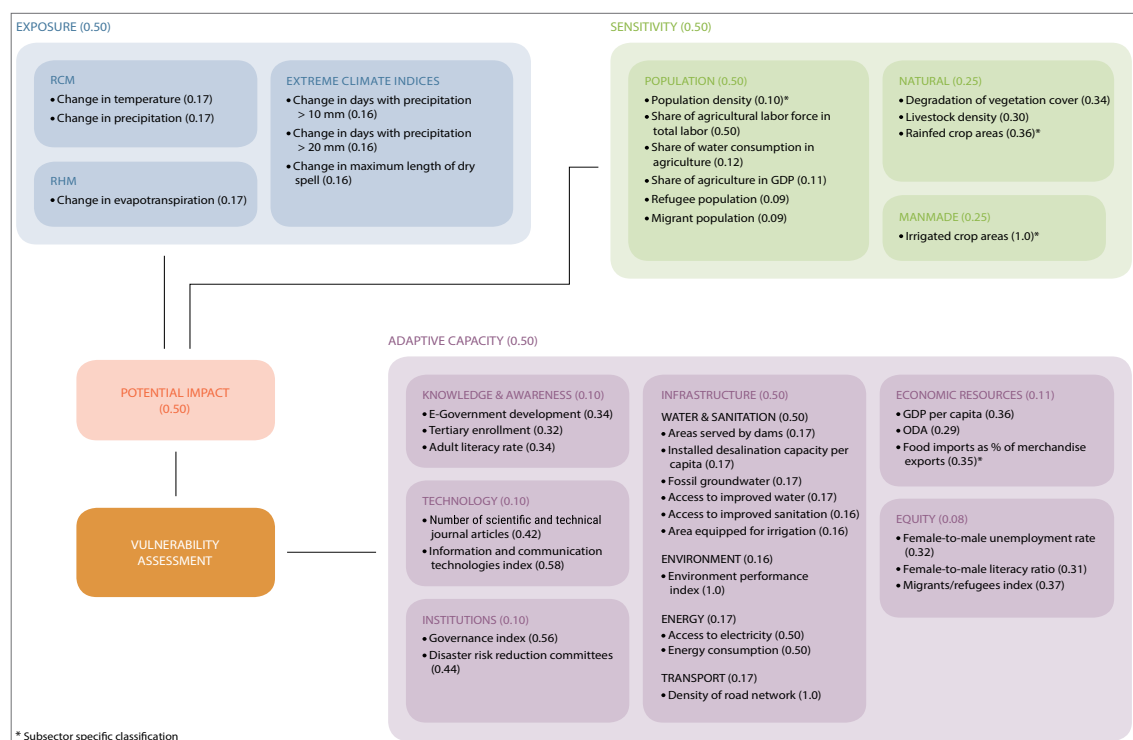 EXPOSURE (0.50)
RCM
• Change in temperature (0.17)
• Change in precipitation (0.17)
RHM
• Change in evapotranspiration (0.17)
EXTREME CLIMATE INDICES
• Change in days with precipitation
> 10 mm (0.16)
• Change in days with precipitation
> 20 mm (0.16)
• Change in maximum length of dry
spell (0.16)
SENSITIVITY (0.50)
POPULATION (0.50)
• Population density (0.10)*
• Share of agricultural labor force in
total labor (0.50)
• Share of water consumption in
agriculture (0.12)
• Share of agriculture in GDP (0.11)
• Refugee population (0.09)
• Migrant population (0.09)
NATURAL (0.25)
• Degradation of vegetation cover (0.34)
• Livestock density (0.30)
• Rainfed crop areas (0.36)*
MANMADE (0.25)
• Irrigated crop areas (1.0)*
POTENTIAL IMPACT
(0.50)
VULNERABILITY
ASSESSMENT
ADAPTIVE CAPACITY (0.50)
KNOWLEDGE & AWARENESS (0.10)
• E-Government development (0.34)
• Tertiary enrollment (0.32)
• Adult literacy rate (0.34)
TECHNOLOGY (0.10)
• Number of scientific and technical
journal articles (0.42)
• Information and communication
technologies index (0.58)
INSTITUTIONS (0.10)
• Governance index (0.56)
• Disaster risk reduction committees
(0.44)
INFRASTRUCTURE (0.50)
WATER & SANITATION (0.50)
• Areas served by dams (0.17)
• Installed desalination capacity per
capita (0.17)
• Fossil groundwater (0.17)
• Access to improved water (0.17)
• Access to improved sanitation (0.16)
• Area equipped for irrigation (0.16)
ENVIRONMENT (0.16)
• Environment performance
index (1.0)
ENERGY (0.17)
• Access to electricity (0.50)
• Energy consumption (0.50)
TRANSPORT (0.17)
• Density of road network (1.0)
ECONOMIC RESOURCES (0.11)
• GDP per capita (0.36)
• ODA (0.29)
• Food imports as % of merchandise
exports (0.35)*
EQUITY (0.08)
• Female-to-male unemployment rate
(0.32)
• Female-to-male literacy ratio (0.31)
• Migrants/refugees index (0.37)
* Subsector specific classification